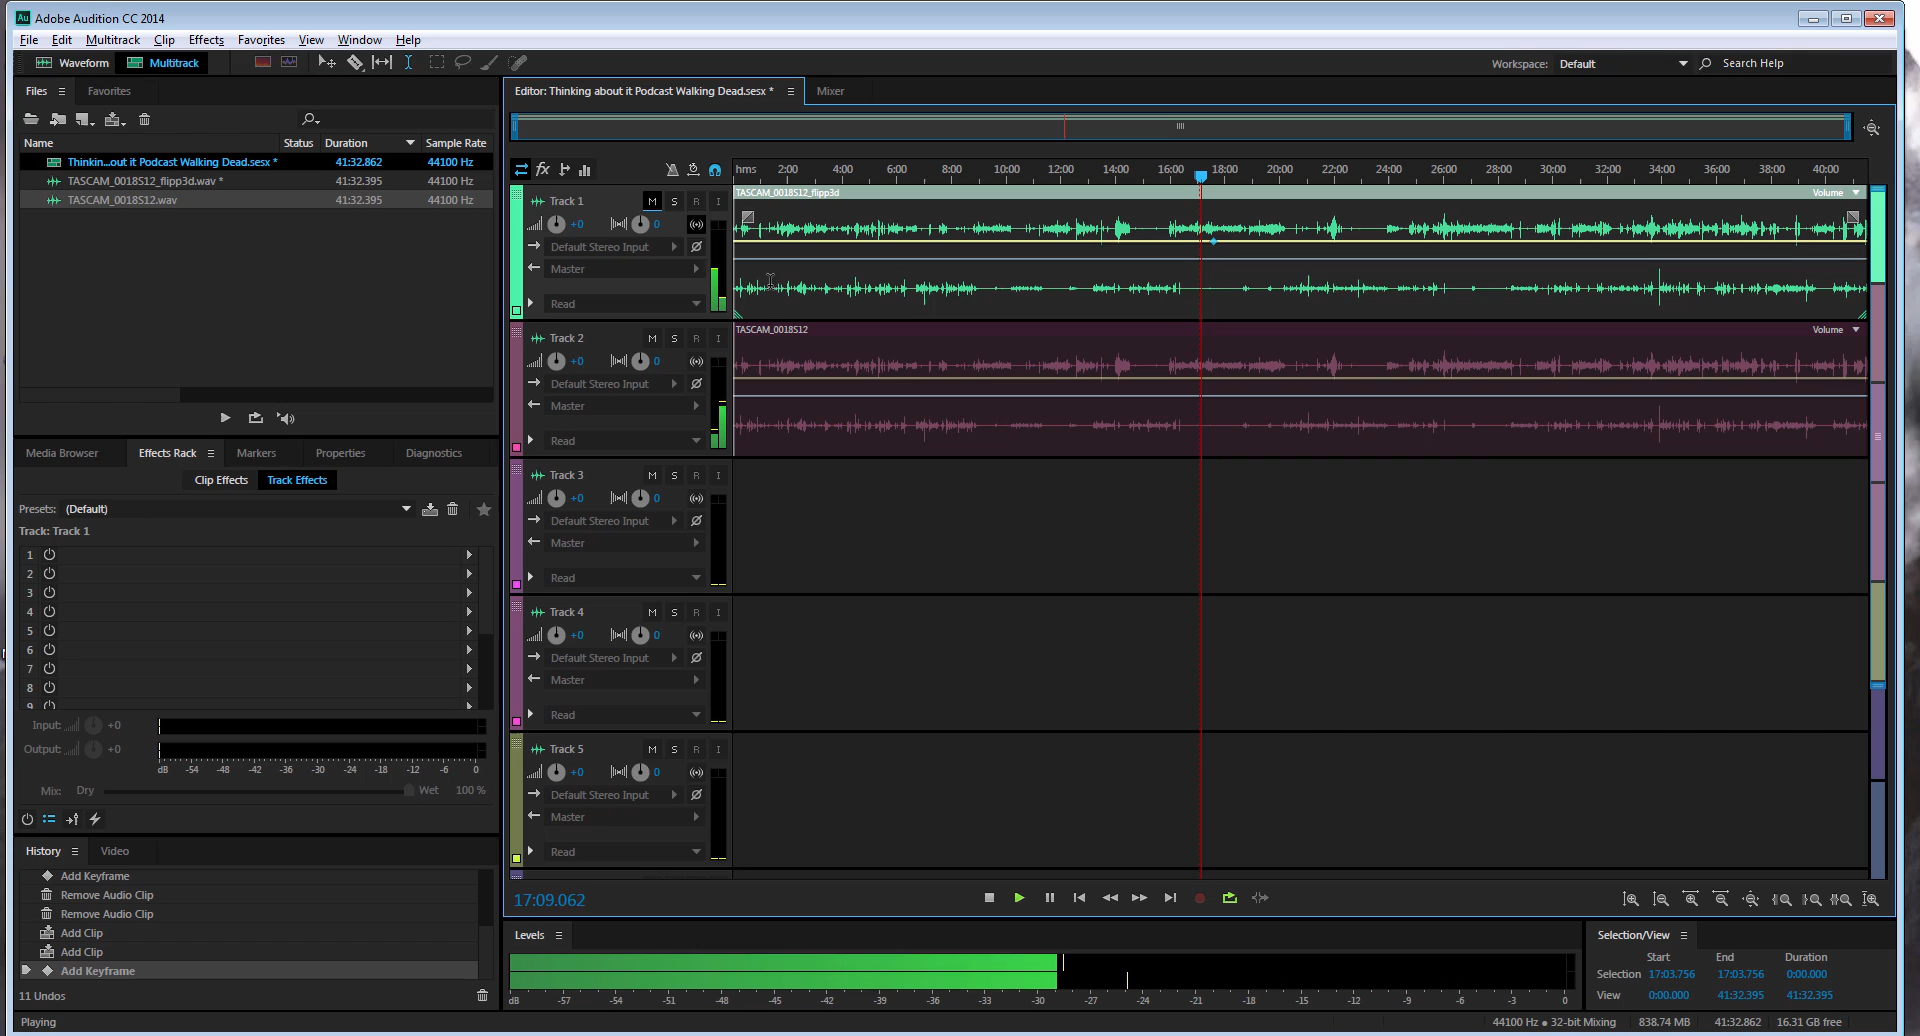 Au Adobe Audition CC 2014
File Edit Multitrack Clip Effects Favorites View Window Help
Waveform Multitrack Workspace: Default Search Help
Files Favorites
Name Status Duration Sample Rate
Thinkin...out it Podcast Walking Dead.sesx * 41:32.862 44100 Hz
TASCAM_0018S12_flipp3d.wav * 41:32.395 44100 Hz
TASCAM_0018S12.wav 41:32.395 44100 Hz
Media Browser Effects Rack Markers Properties Diagnostics
Clip Effects Track Effects
Presets: (Default)
Track: Track 1
1
2
3
4
5
6
7
8
9
Input: +0
Output: +0
dB -54 -48 -42 -36 -30 -24 -18 -12 -6 0
Mix: Dry Wet 100 %
History Video
Add Keyframe
Remove Audio Clip
Remove Audio Clip
Add Clip
Add Clip
Add Keyframe
11 Undos
Playing
Editor: Thinking about it Podcast Walking Dead.sesx * Mixer
fx hms 2:00 4:00 6:00 8:00 10:00 12:00 14:00 16:00 18:00 20:00 22:00 24:00 26:00 28:00 30:00 32:00 34:00 36:00 38:00 40:00
Track 1 M S R I
+0 0
Default Stereo Input
Master
Read
TASCAM_0018S12_flipp3d Volume
Track 2 M S R I
+0 0
Default Stereo Input
Master
Read
TASCAM_0018S12 Volume
Track 3 M S R I
+0 0
Default Stereo Input
Master
Read
Track 4 M S R I
+0 0
Default Stereo Input
Master
Read
Track 5 M S R I
+0 0
Default Stereo Input
Master
Read
17:09.062
Levels
dB -57 -54 -51 -48 -45 -42 -39 -36 -33 -30 -27 -24 -21 -18 -15 -12 -9 -6 -3 0
Selection/View
Start End Duration
Selection 17:03.756 17:03.756 0:00.000
View 0:00.000 41:32.395 41:32.395
44100 Hz ● 32-bit Mixing 838.74 MB 41:32.862 16.31 GB free